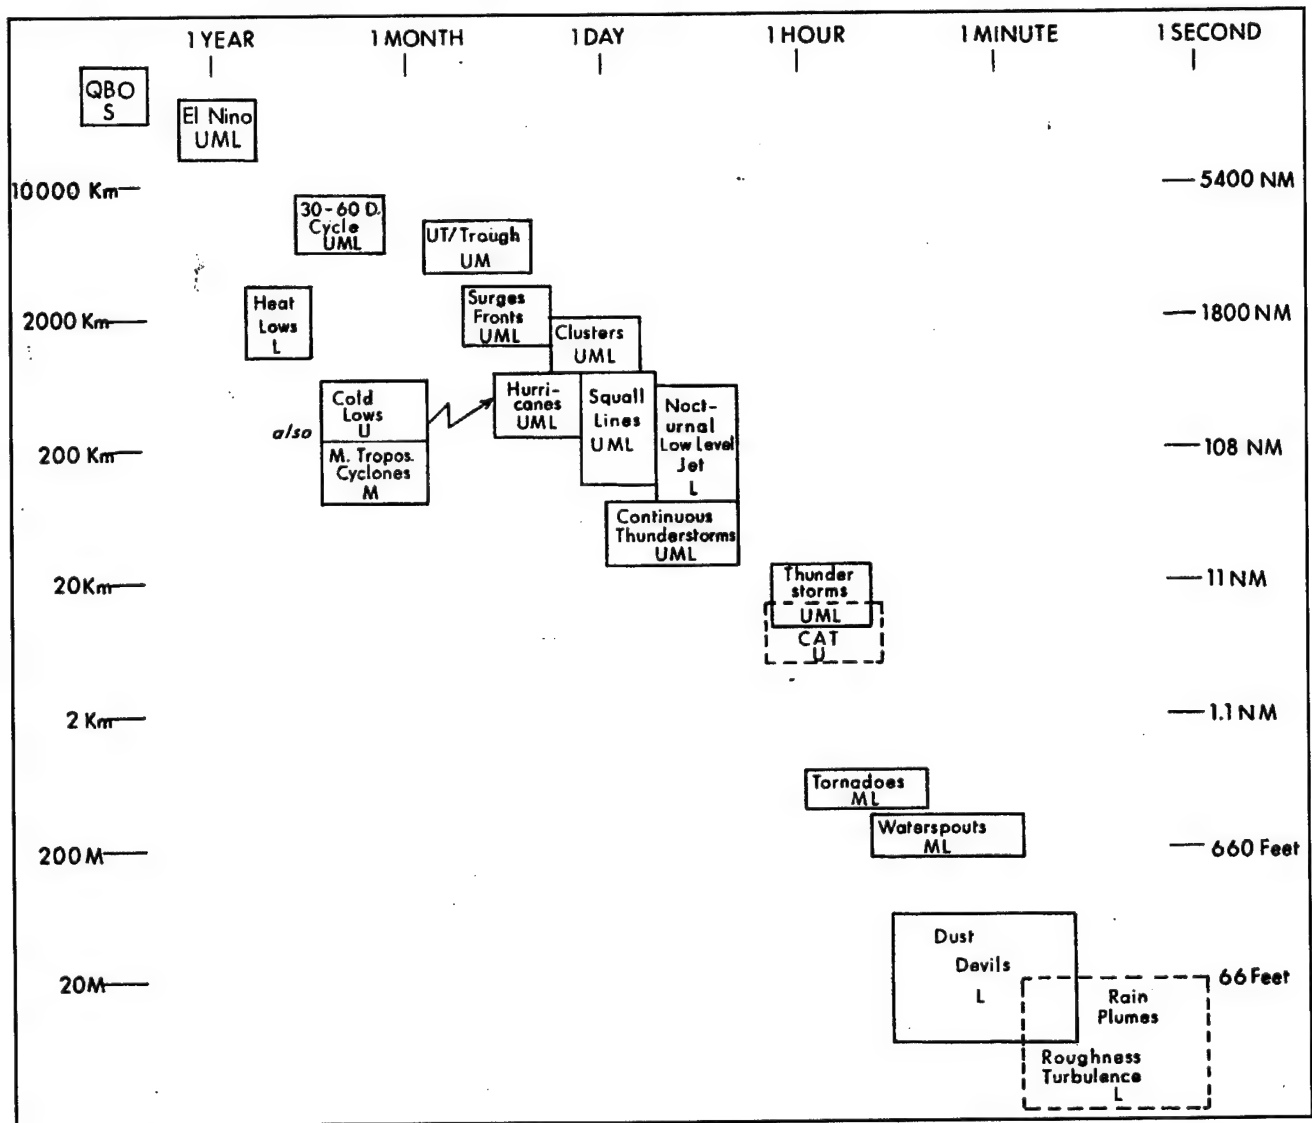 1 YEAR 1 MONTH 1 DAY 1 HOUR 1 MINUTE 1 SECOND
QBO
S
El Nino
UML
10000 Km
5400 NM
30-60 D.
Cycle
UML
UT/Trough
UM
Heat
Lows
L
Surges
Fronts
UML
2000 Km
1800 NM
Clusters
UML
Cold
Lows
U
also
M. Tropos.
Cyclones
M
Hurri-
canes
UML
Squall
Lines
UML
Noct-
urnal
Low Level
Jet
L
200 Km
108 NM
Continuous
Thunderstorms
UML
20 Km
11 NM
Thunder
storms
UML
CAT
U
2 Km
1.1 NM
Tornadoes
ML
Waterspouts
ML
200 M
660 Feet
Dust
Devils
L
20 M
66 Feet
Rain
Plumes
Roughness
Turbulence
L